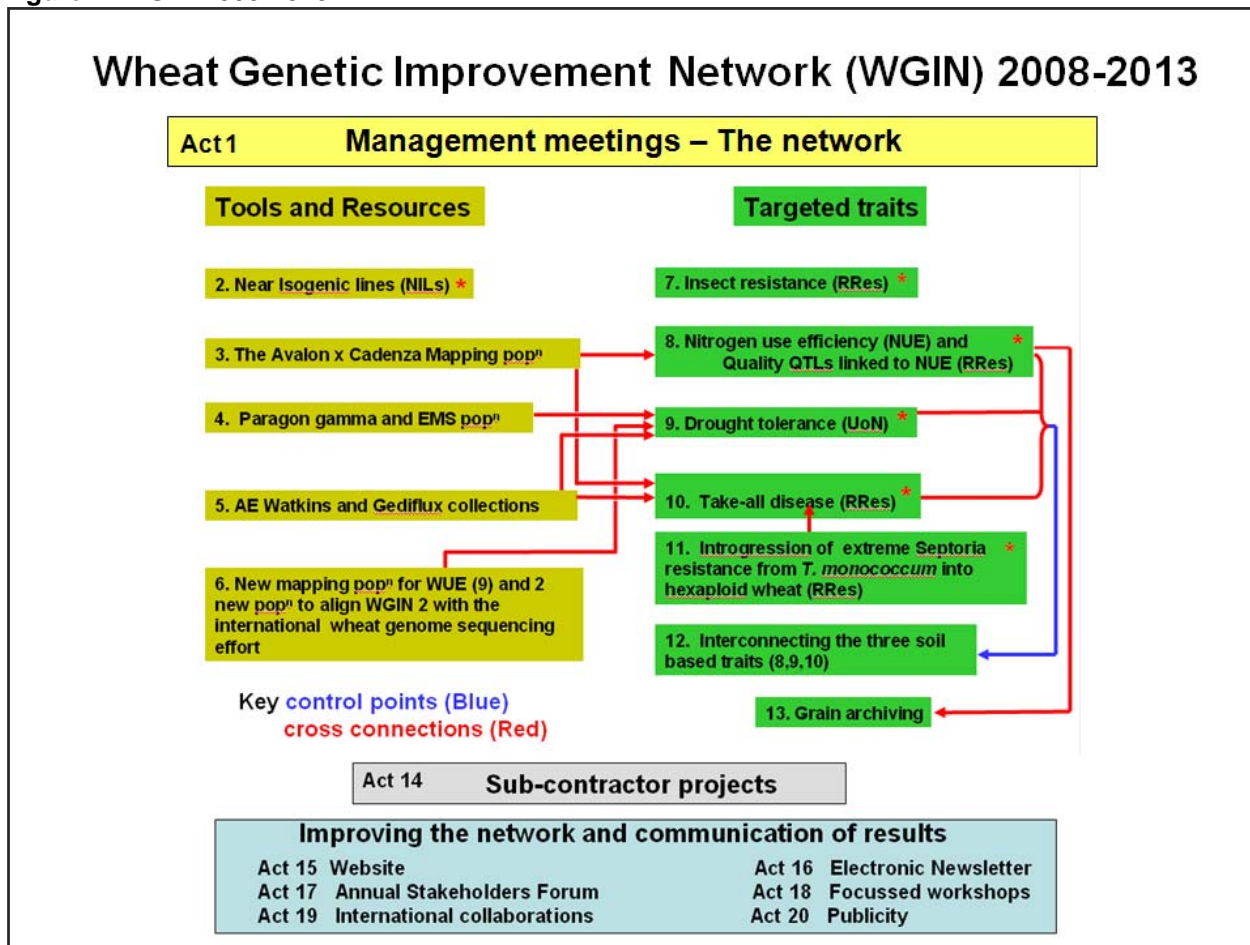 Wheat Genetic Improvement Network (WGIN) 2008-2013
Act 1 Management meetings – The network
Tools and Resources
Targeted traits
2. Near Isogenic lines (NILs) *
7. Insect resistance (RRes) *
3. The Avalon x Cadenza Mapping popⁿ
8. Nitrogen use efficiency (NUE) and *
Quality QTLs linked to NUE (RRes)
4. Paragon gamma and EMS popⁿ
9. Drought tolerance (UoN) *
5. AE Watkins and Gediflux collections
10. Take-all disease (RRes) *
6. New mapping popⁿ for WUE (9) and 2
new popⁿ to align WGIN 2 with the
international wheat genome sequencing
effort
11. Introgression of extreme Septoria *
resistance from T. monococcum into
hexaploid wheat (RRes)
12. Interconnecting the three soil
based traits (8,9,10)
13. Grain archiving
Key control points (Blue)
cross connections (Red)
Act 14 Sub-contractor projects
Improving the network and communication of results
Act 15 Website
Act 16 Electronic Newsletter
Act 17 Annual Stakeholders Forum
Act 18 Focussed workshops
Act 19 International collaborations
Act 20 Publicity